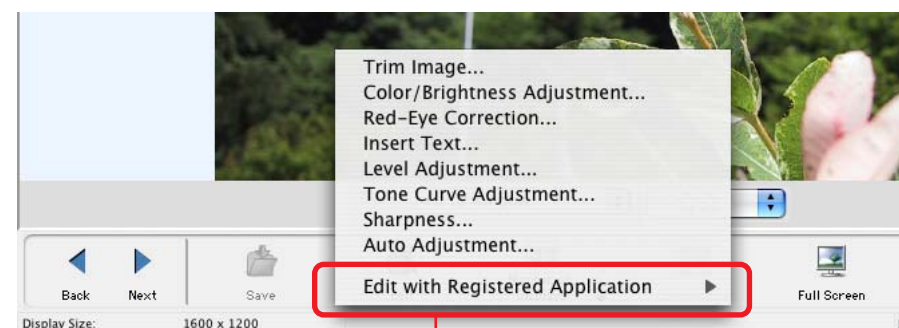 Trim Image...
Color/Brightness Adjustment...
Red-Eye Correction...
Insert Text...
Level Adjustment...
Tone Curve Adjustment...
Sharpness...
Auto Adjustment...
Edit with Registered Application
Back Next Save Full Screen
Display Size: 1600 x 1200